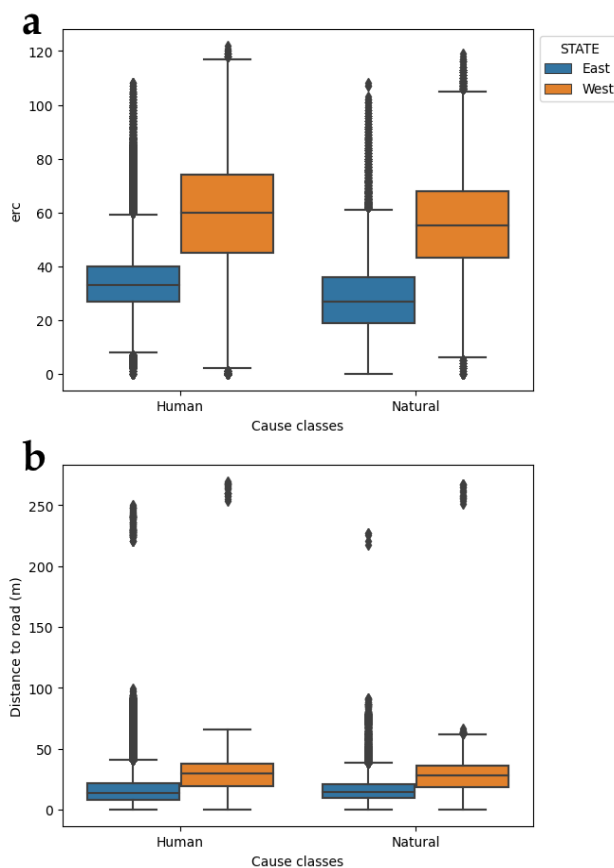 a
STATE
East
West
120
100
80
60
40
20
0
erc
Human
Natural
Cause classes
b
250
200
150
100
50
0
Distance to road (m)
Human
Natural
Cause classes